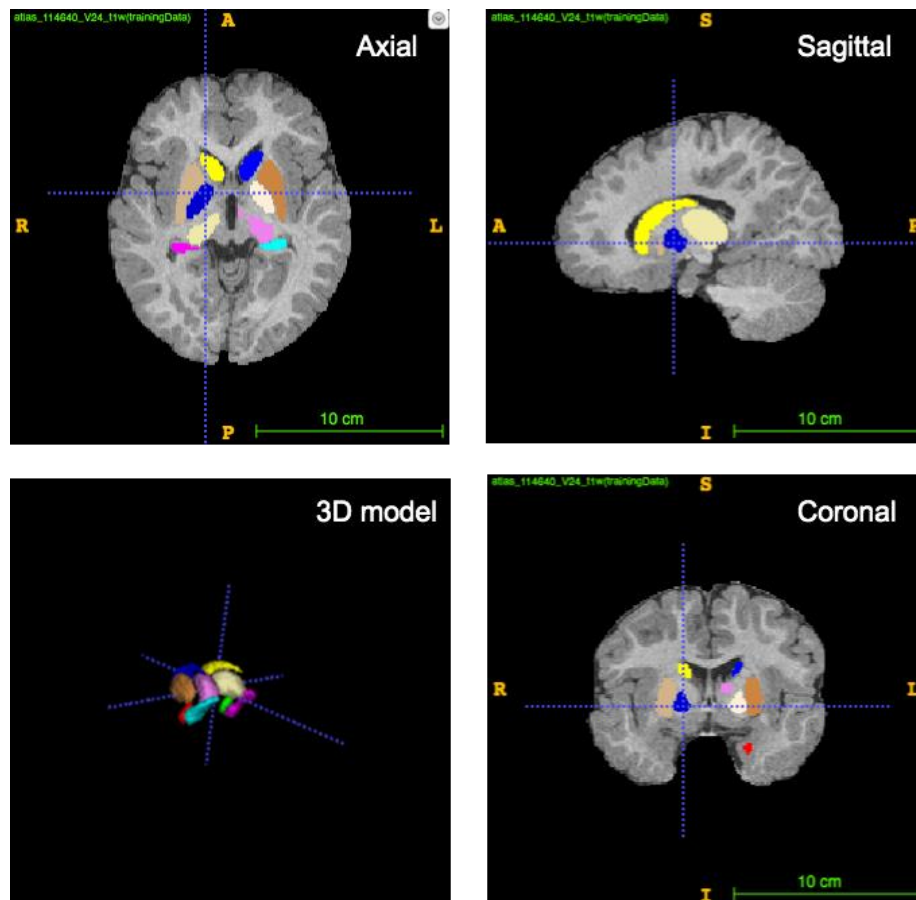 atlas_114640_V24_t1w(trainingData)
A
Axial
R
L
P
10 cm
atlas_114640_V24_t1w(trainingData)
S
Sagittal
A
P
I
10 cm
3D model
atlas_114640_V24_t1w(trainingData)
S
Coronal
R
L
I
10 cm